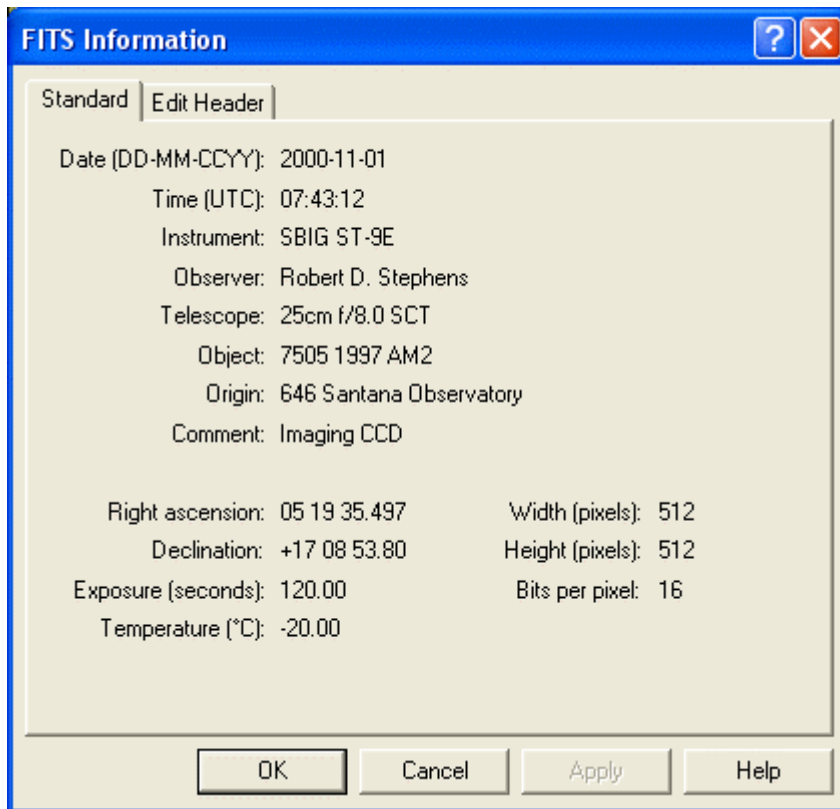 FITS Information
Standard
Edit Header
Date (DD-MM-CCYY): 2000-11-01
Time (UTC): 07:43:12
Instrument: SBIG ST-9E
Observer: Robert D. Stephens
Telescope: 25cm f/8.0 SCT
Object: 7505 1997 AM2
Origin: 646 Santana Observatory
Comment: Imaging CCD
Right ascension: 05 19 35.497
Width (pixels): 512
Declination: +17 08 53.80
Height (pixels): 512
Exposure (seconds): 120.00
Bits per pixel: 16
Temperature (°C): -20.00
OK
Cancel
Apply
Help